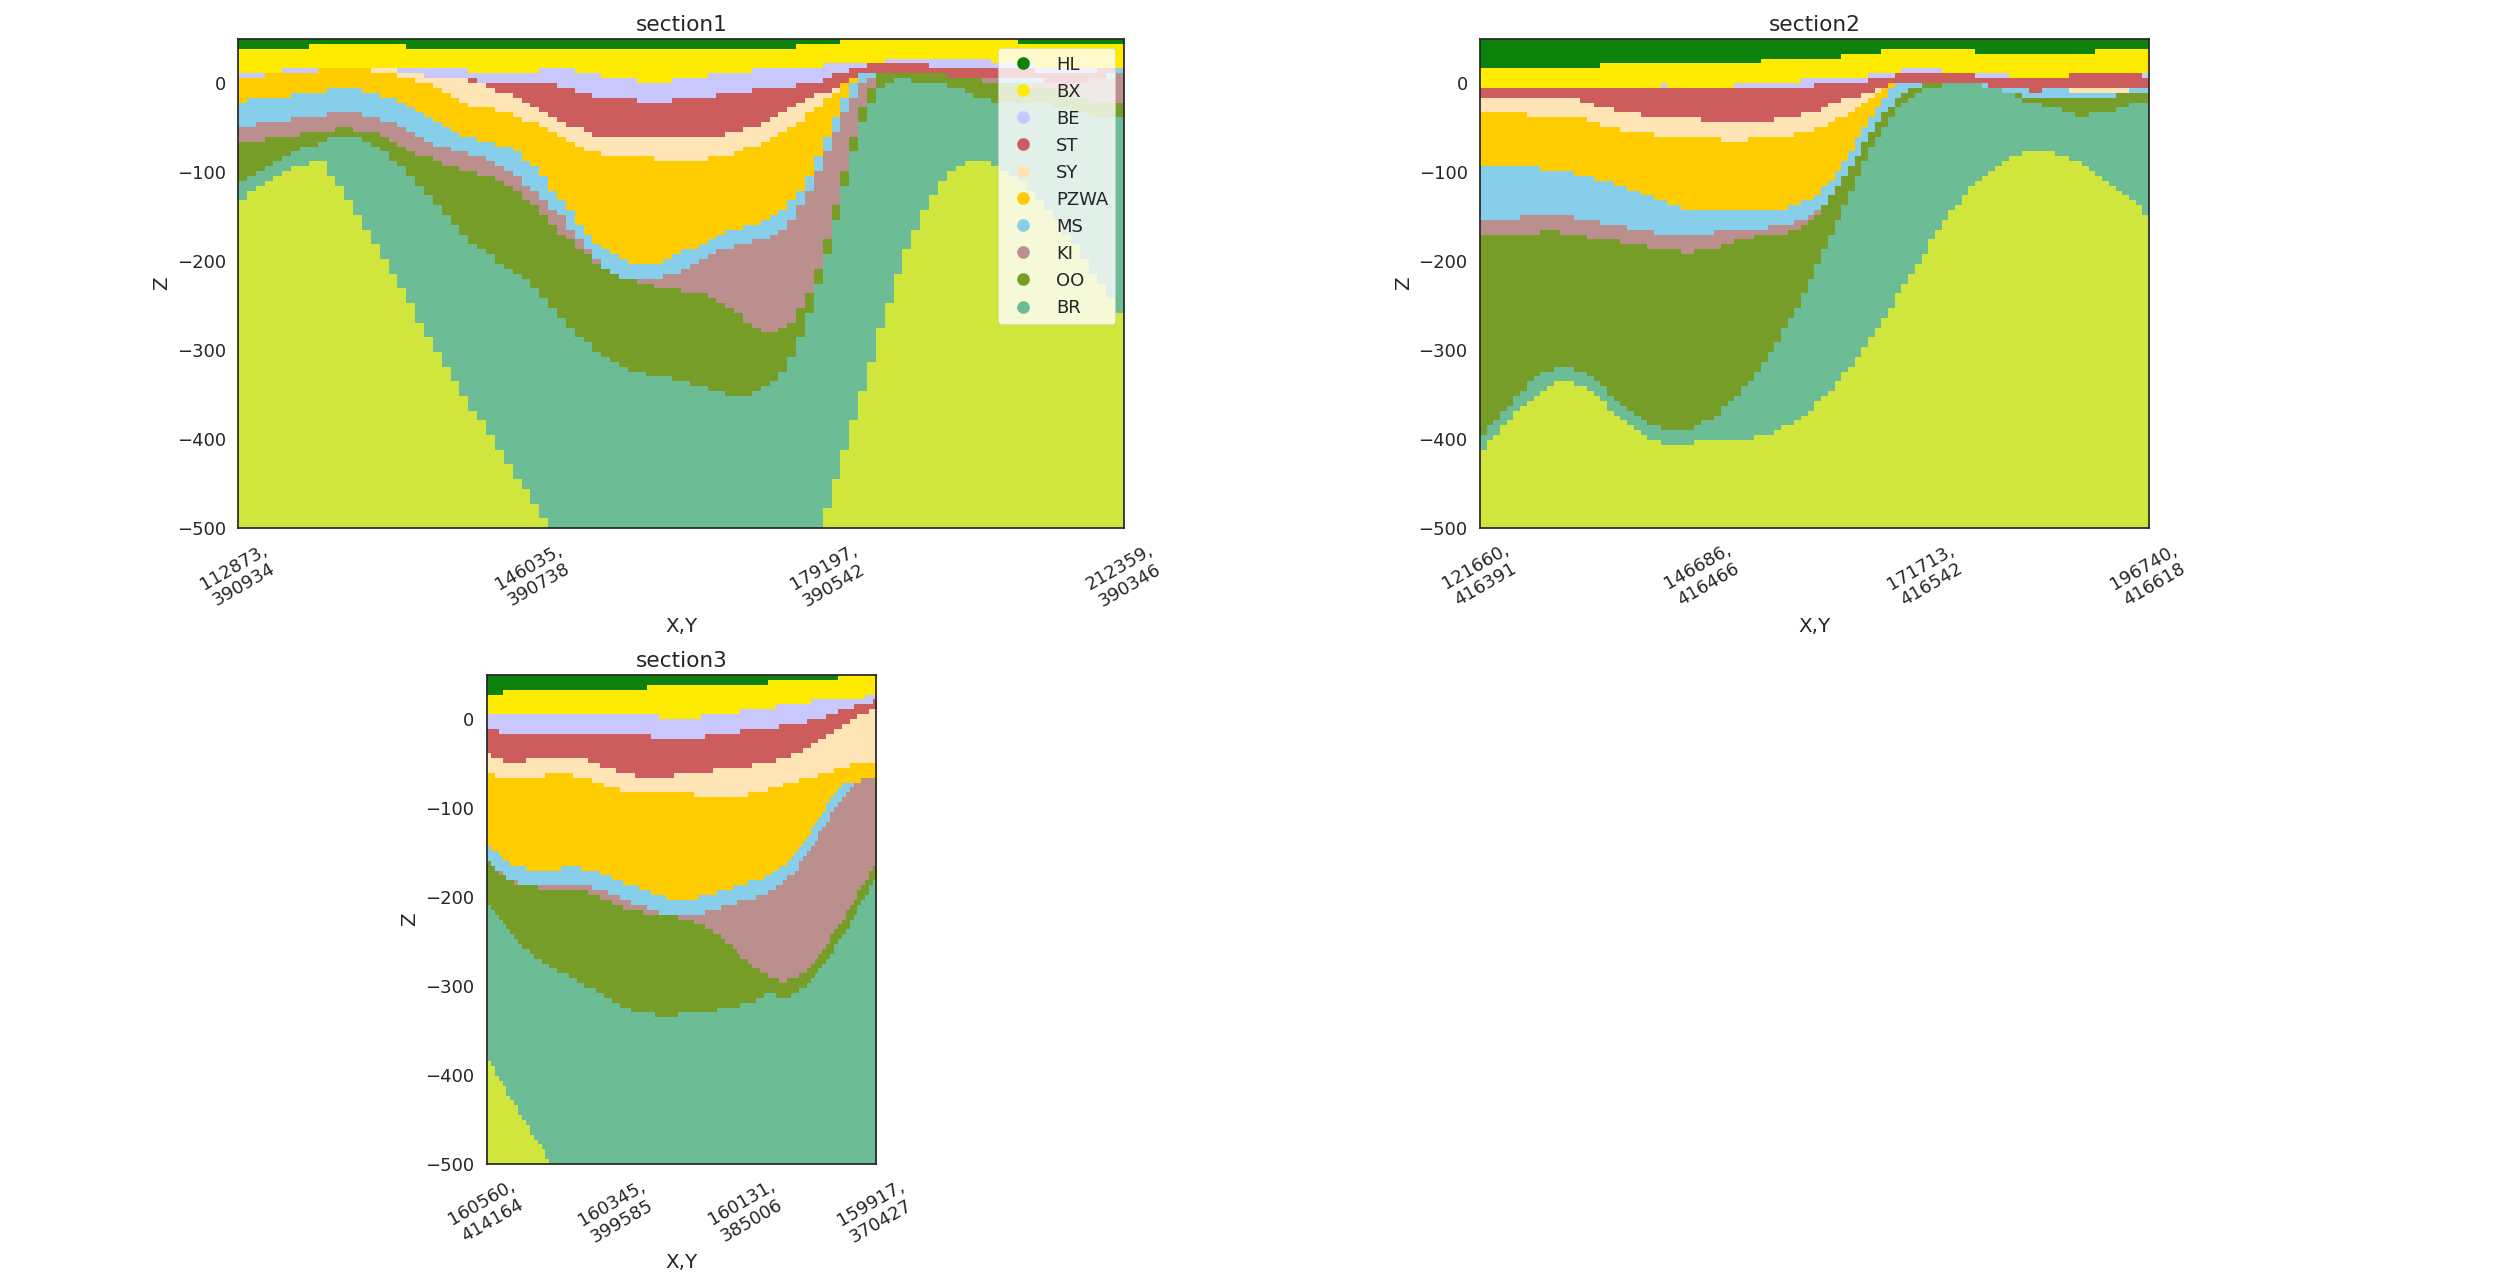 section1
0
−100
−200
−300
−400
−500
Z
HL
BX
BE
ST
SY
PZWA
MS
KI
OO
BR
112873,
390934
146035,
390738
179197,
390542
212359,
390346
X,Y
section2
0
−100
−200
−300
−400
−500
Z
121660,
416391
146686,
416466
171713,
416542
196740,
416618
X,Y
section3
0
−100
−200
−300
−400
−500
Z
160560,
414164
160345,
399585
160131,
385006
159917,
370427
X,Y